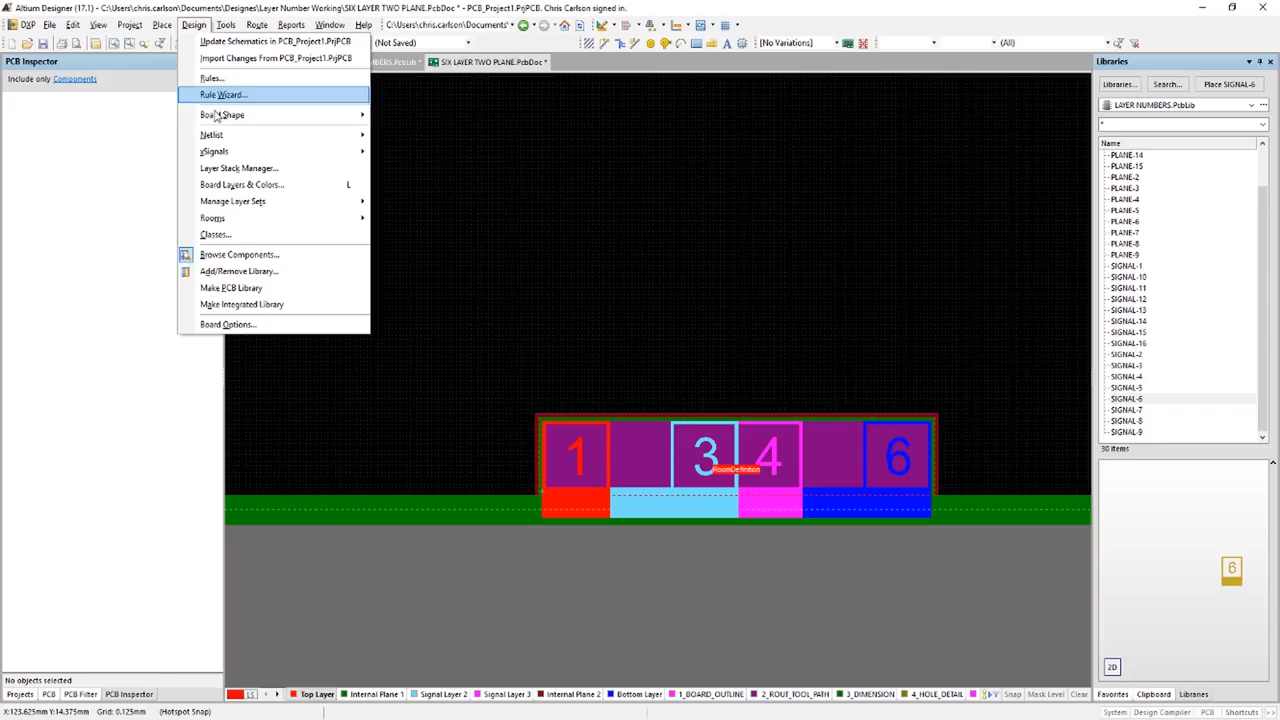 Altium Designer (17.1) - C:\Users\chris.carlson\Documents\Designes\Layer Number Working\SIX LAYER TWO PLANE.PcbDoc * - PCB_Project1.PrjPCB. Chris Carlson signed in.
DXP File Edit View Project Place Design Tools Route Reports Window Help C:\Users\chris.carlson\Documents\
(Not Saved) [No Variations] (All)
PCB Inspector
Include only Components
Update Schematics in PCB_Project1.PrjPCB
Import Changes From PCB_Project1.PrjPCB
Rules...
Rule Wizard...
Board Shape
Netlist
xSignals
Layer Stack Manager...
Board Layers & Colors... L
Manage Layer Sets
Rooms
Classes...
Browse Components...
Add/Remove Library...
Make PCB Library
Make Integrated Library
Board Options...
MBERS.PcbLib * SIX LAYER TWO PLANE.PcbDoc *
1 3 4 6
RoomDefinition
Libraries
Libraries... Search... Place SIGNAL-6
LAYER NUMBERS.PcbLib
*
Name
PLANE-14
PLANE-15
PLANE-2
PLANE-3
PLANE-4
PLANE-5
PLANE-6
PLANE-7
PLANE-8
PLANE-9
SIGNAL-1
SIGNAL-10
SIGNAL-11
SIGNAL-12
SIGNAL-13
SIGNAL-14
SIGNAL-15
SIGNAL-16
SIGNAL-2
SIGNAL-3
SIGNAL-4
SIGNAL-5
SIGNAL-6
SIGNAL-7
SIGNAL-8
SIGNAL-9
30 items
6
2D
No objects selected
Projects PCB PCB Filter PCB Inspector
LS Top Layer Internal Plane 1 Signal Layer 2 Signal Layer 3 Internal Plane 2 Bottom Layer 1_BOARD_OUTLINE 2_ROUT_TOOL_PATH 3_DIMENSION 4_HOLE_DETAIL Snap Mask Level Clear
Favorites Clipboard Libraries
X:123.625mm Y:14.375mm Grid: 0.125mm (Hotspot Snap)
System Design Compiler PCB Shortcuts >>